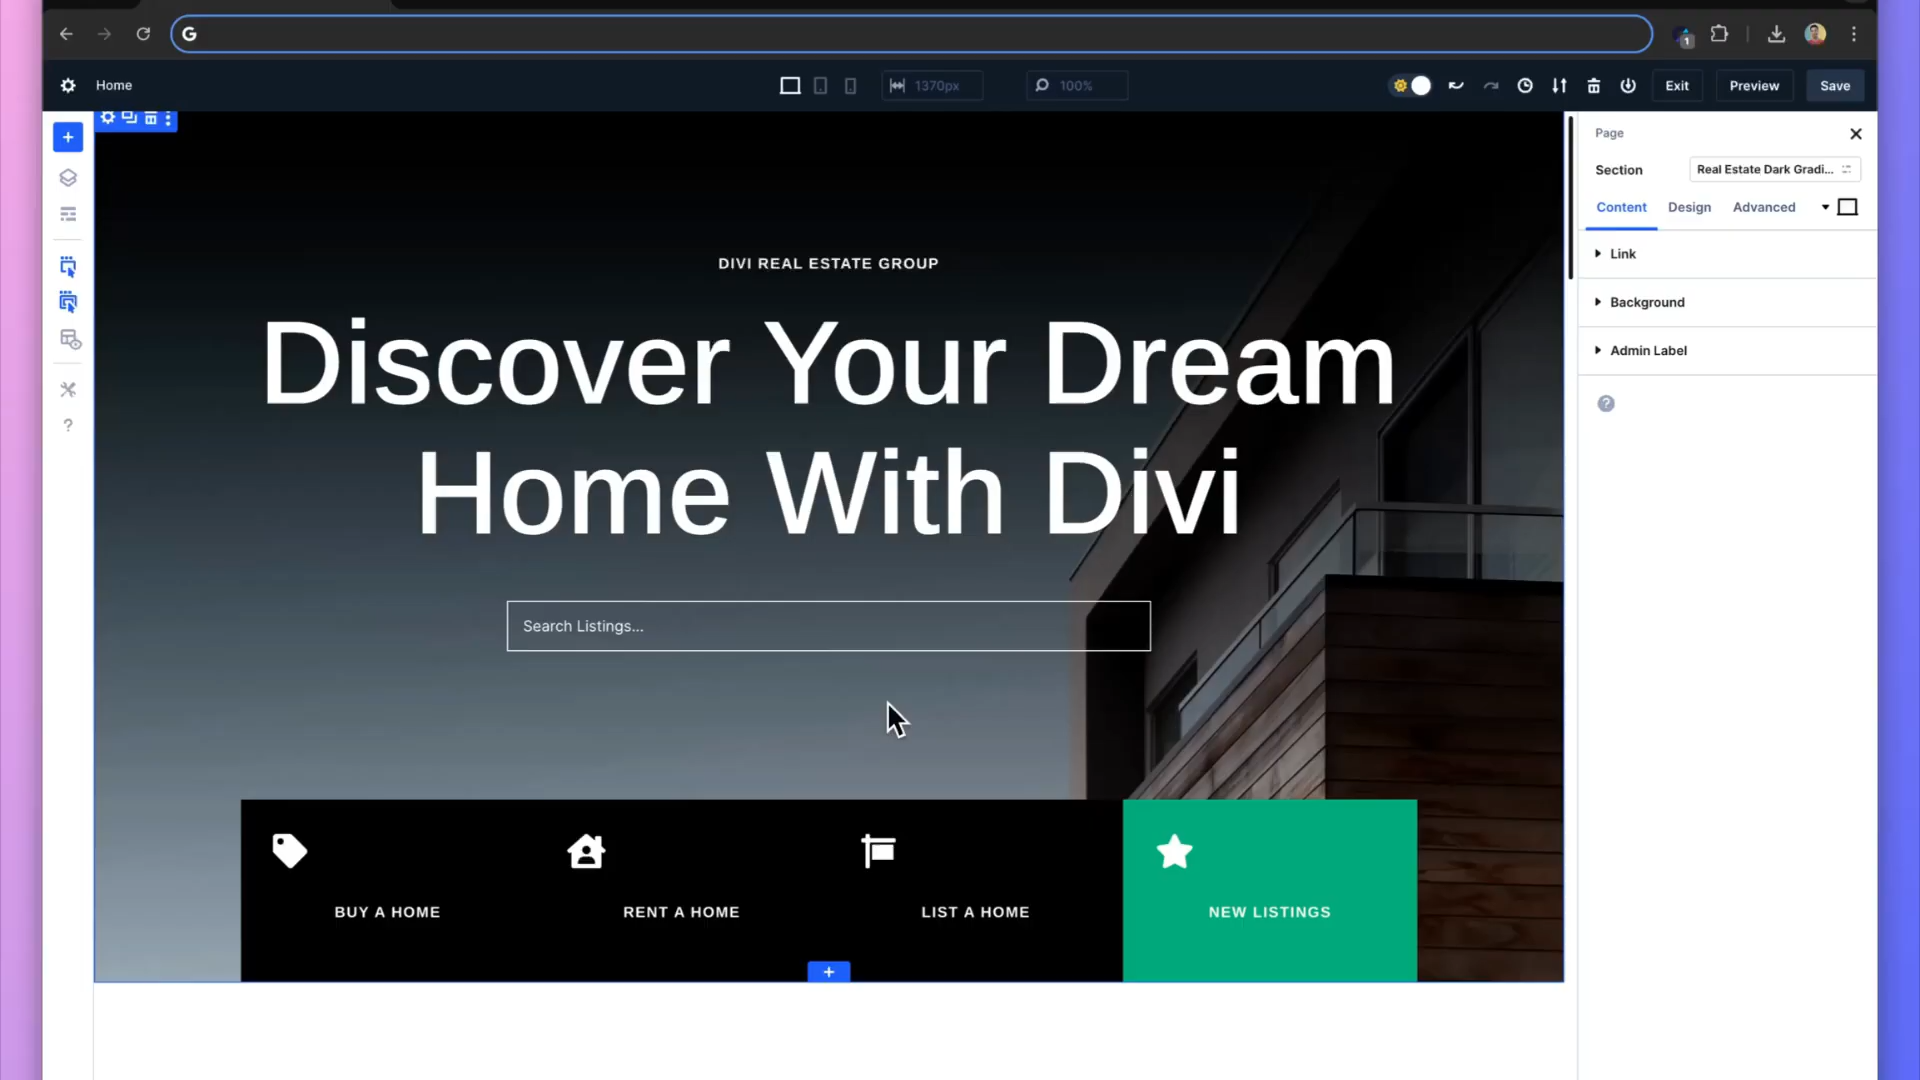 G
1
Home
1370px
100%
Exit
Preview
Save
Page
Section
Real Estate Dark Gradi...
Content
Design
Advanced
Link
Background
Admin Label
?
?
DIVI REAL ESTATE GROUP
Discover Your Dream
Home With Divi
Search Listings...
BUY A HOME
RENT A HOME
LIST A HOME
NEW LISTINGS